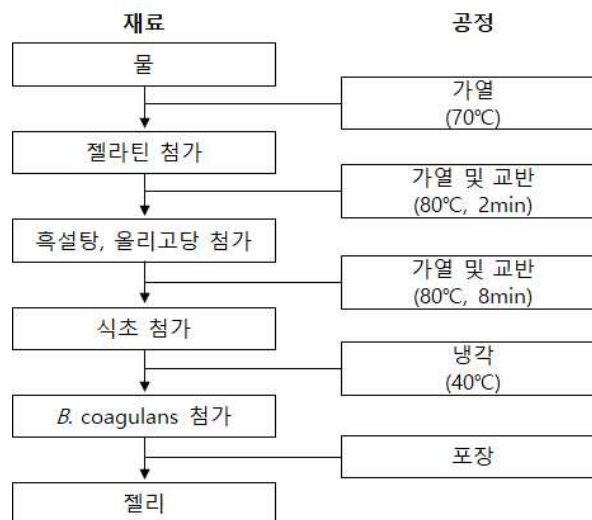 재료
공정
물
가열
(70℃)
젤라틴 첨가
가열 및 교반
(80℃, 2min)
흑설탕, 올리고당 첨가
가열 및 교반
(80℃, 8min)
식초 첨가
냉각
(40℃)
B. coagulans 첨가
포장
젤리